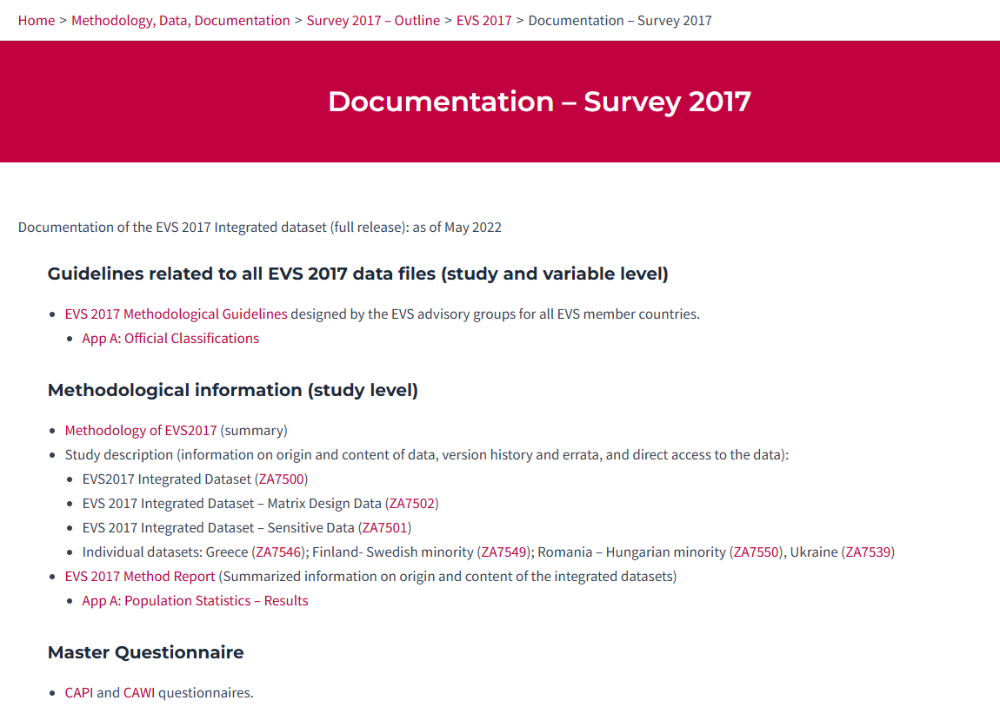 Home > Methodology, Data, Documentation > Survey 2017 – Outline > EVS 2017 > Documentation – Survey 2017
Documentation – Survey 2017
Documentation of the EVS 2017 Integrated dataset (full release): as of May 2022
Guidelines related to all EVS 2017 data files (study and variable level)
• EVS 2017 Methodological Guidelines designed by the EVS advisory groups for all EVS member countries.
• App A: Official Classifications
Methodological information (study level)
• Methodology of EVS2017 (summary)
• Study description (information on origin and content of data, version history and errata, and direct access to the data):
• EVS2017 Integrated Dataset (ZA7500)
• EVS 2017 Integrated Dataset – Matrix Design Data (ZA7502)
• EVS 2017 Integrated Dataset – Sensitive Data (ZA7501)
• Individual datasets: Greece (ZA7546); Finland- Swedish minority (ZA7549); Romania – Hungarian minority (ZA7550), Ukraine (ZA7539)
• EVS 2017 Method Report (Summarized information on origin and content of the integrated datasets)
• App A: Population Statistics – Results
Master Questionnaire
• CAPI and CAWI questionnaires.